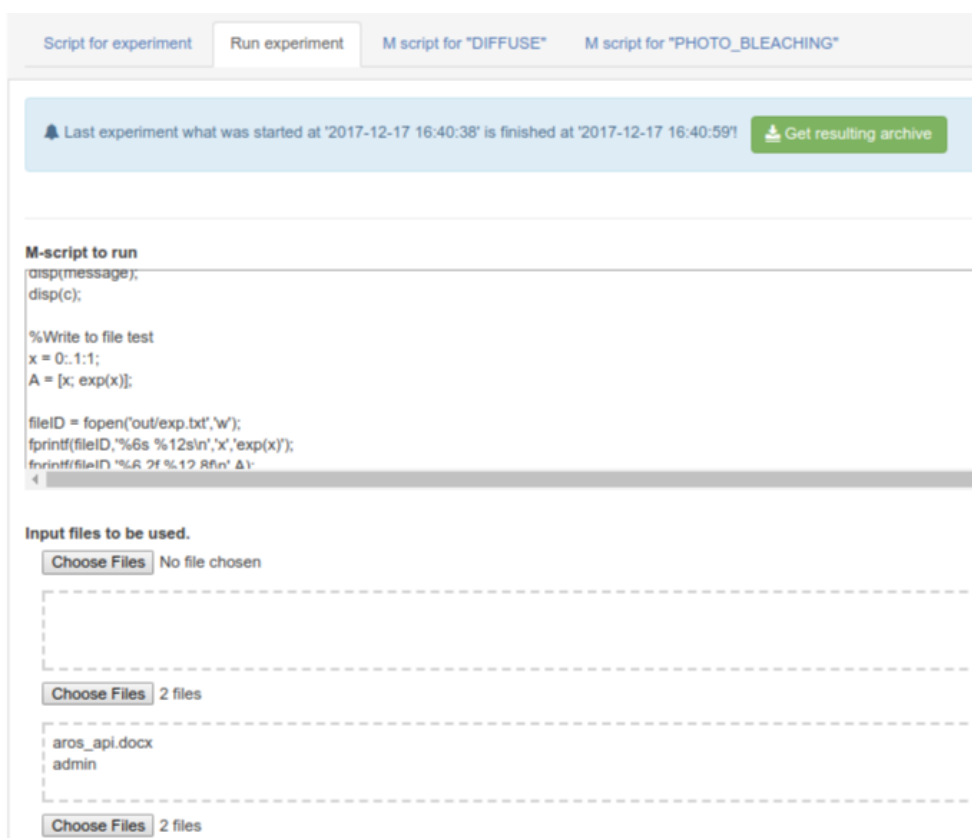 Script for experiment Run experiment M script for "DIFFUSE" M script for "PHOTO_BLEACHING"
Last experiment what was started at '2017-12-17 16:40:38' is finished at '2017-12-17 16:40:59'! Get resulting archive
M-script to run
disp(message);
disp(c);
%Write to file test
x = 0:.1:1;
A = [x; exp(x)];
fileID = fopen('out/exp.txt','w');
fprintf(fileID,'%6s %12s\n','x','exp(x)');
fprintf(fileID,'%6.2f %12.8f\n',A);
Input files to be used.
Choose Files No file chosen
Choose Files 2 files
aros_api.docx
admin
Choose Files 2 files